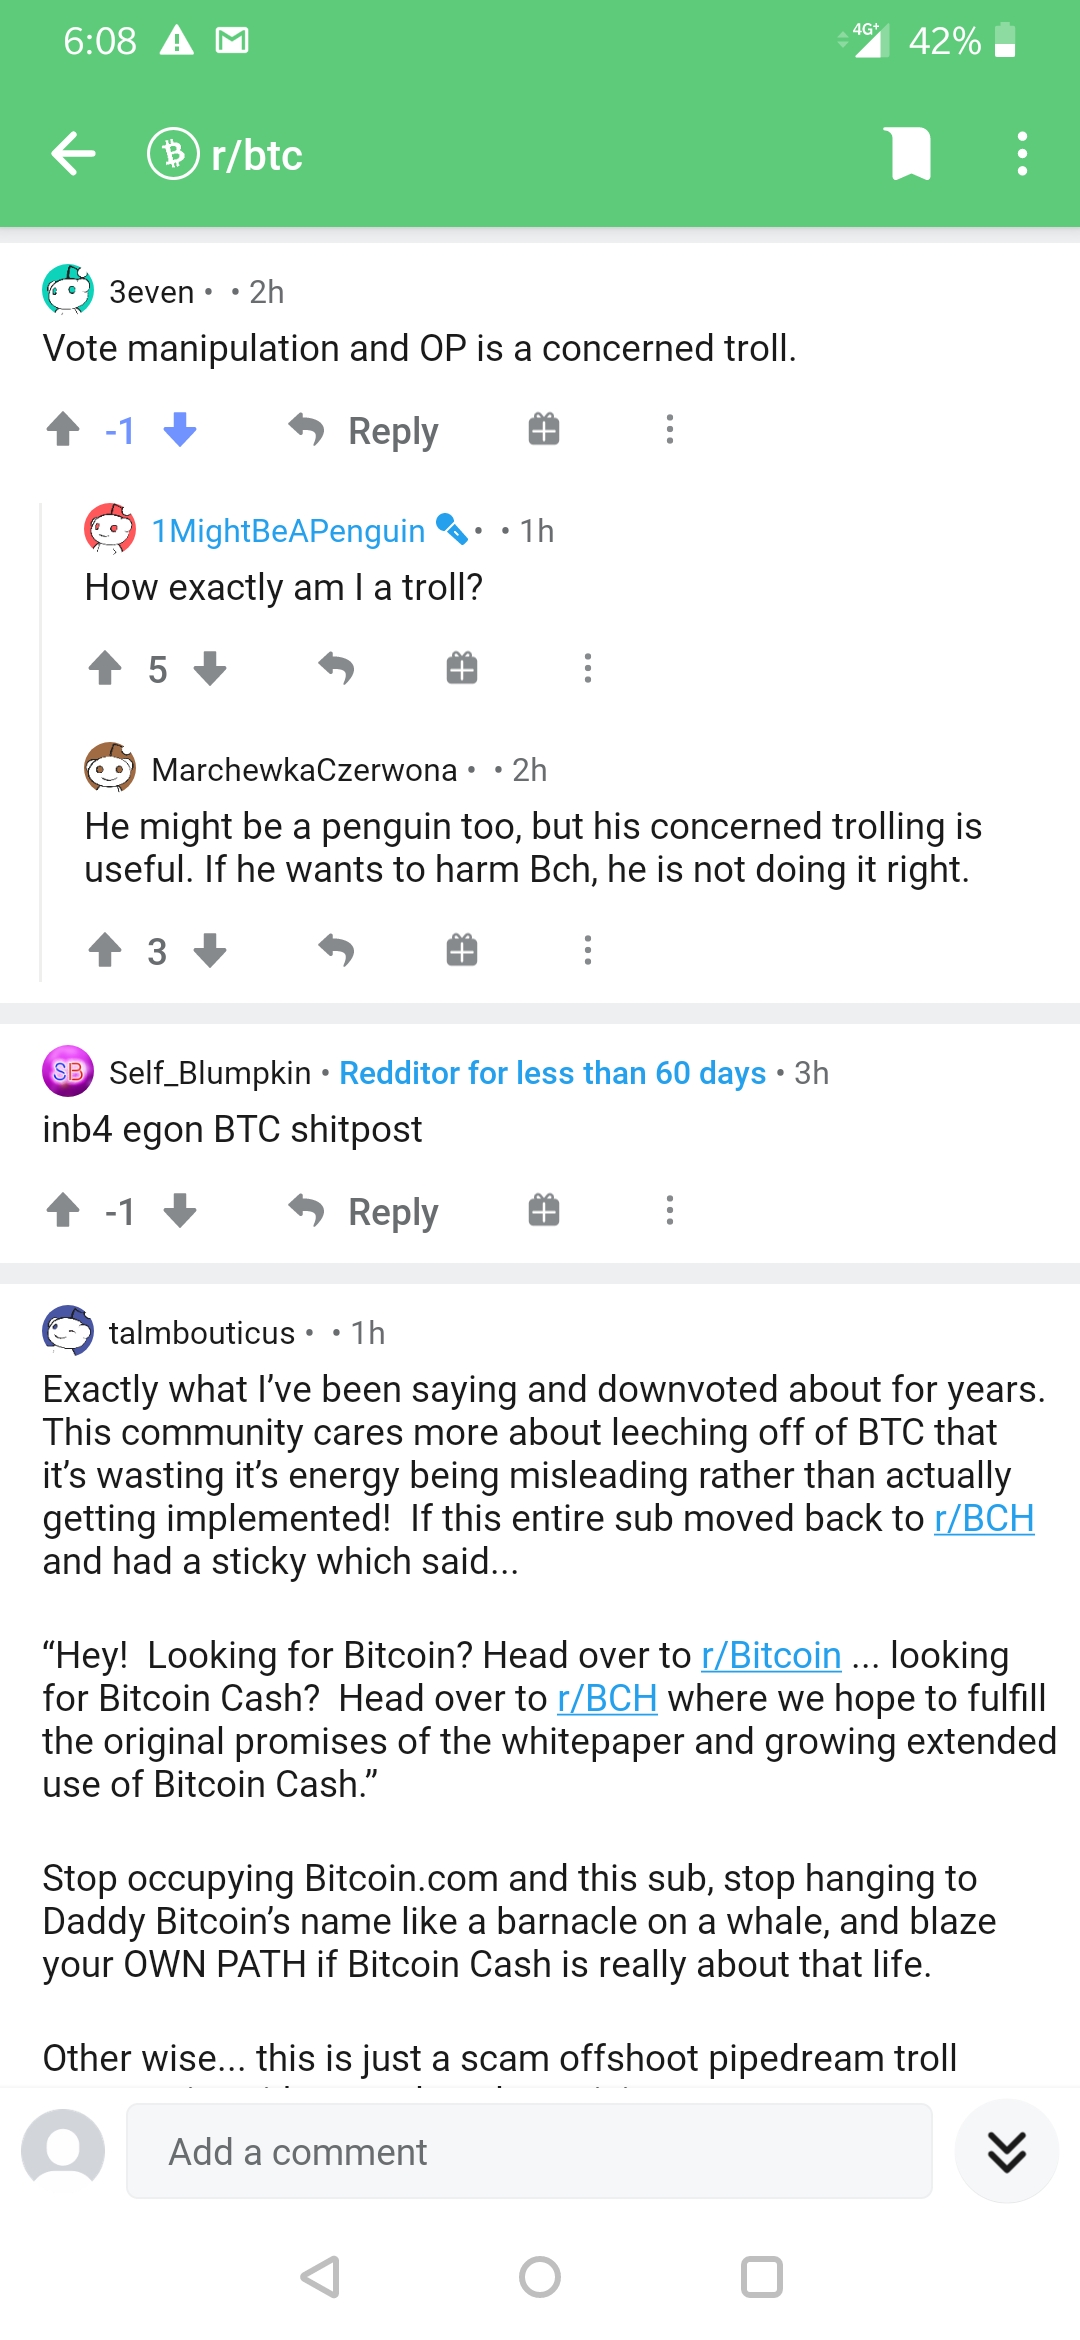 6:08
4G+ 42%
r/btc
3even • • 2h
Vote manipulation and OP is a concerned troll.
-1 Reply
1MightBeAPenguin • • 1h
How exactly am I a troll?
5
MarchewkaCzerwona • • 2h
He might be a penguin too, but his concerned trolling is
useful. If he wants to harm Bch, he is not doing it right.
3
SB Self_Blumpkin • Redditor for less than 60 days • 3h
inb4 egon BTC shitpost
-1 Reply
talmbouticus • • 1h
Exactly what I’ve been saying and downvoted about for years.
This community cares more about leeching off of BTC that
it’s wasting it’s energy being misleading rather than actually
getting implemented!  If this entire sub moved back to r/BCH
and had a sticky which said...
“Hey!  Looking for Bitcoin? Head over to r/Bitcoin ... looking
for Bitcoin Cash?  Head over to r/BCH where we hope to fulfill
the original promises of the whitepaper and growing extended
use of Bitcoin Cash.”
Stop occupying Bitcoin.com and this sub, stop hanging to
Daddy Bitcoin’s name like a barnacle on a whale, and blaze
your OWN PATH if Bitcoin Cash is really about that life.
Other wise... this is just a scam offshoot pipedream troll
Add a comment